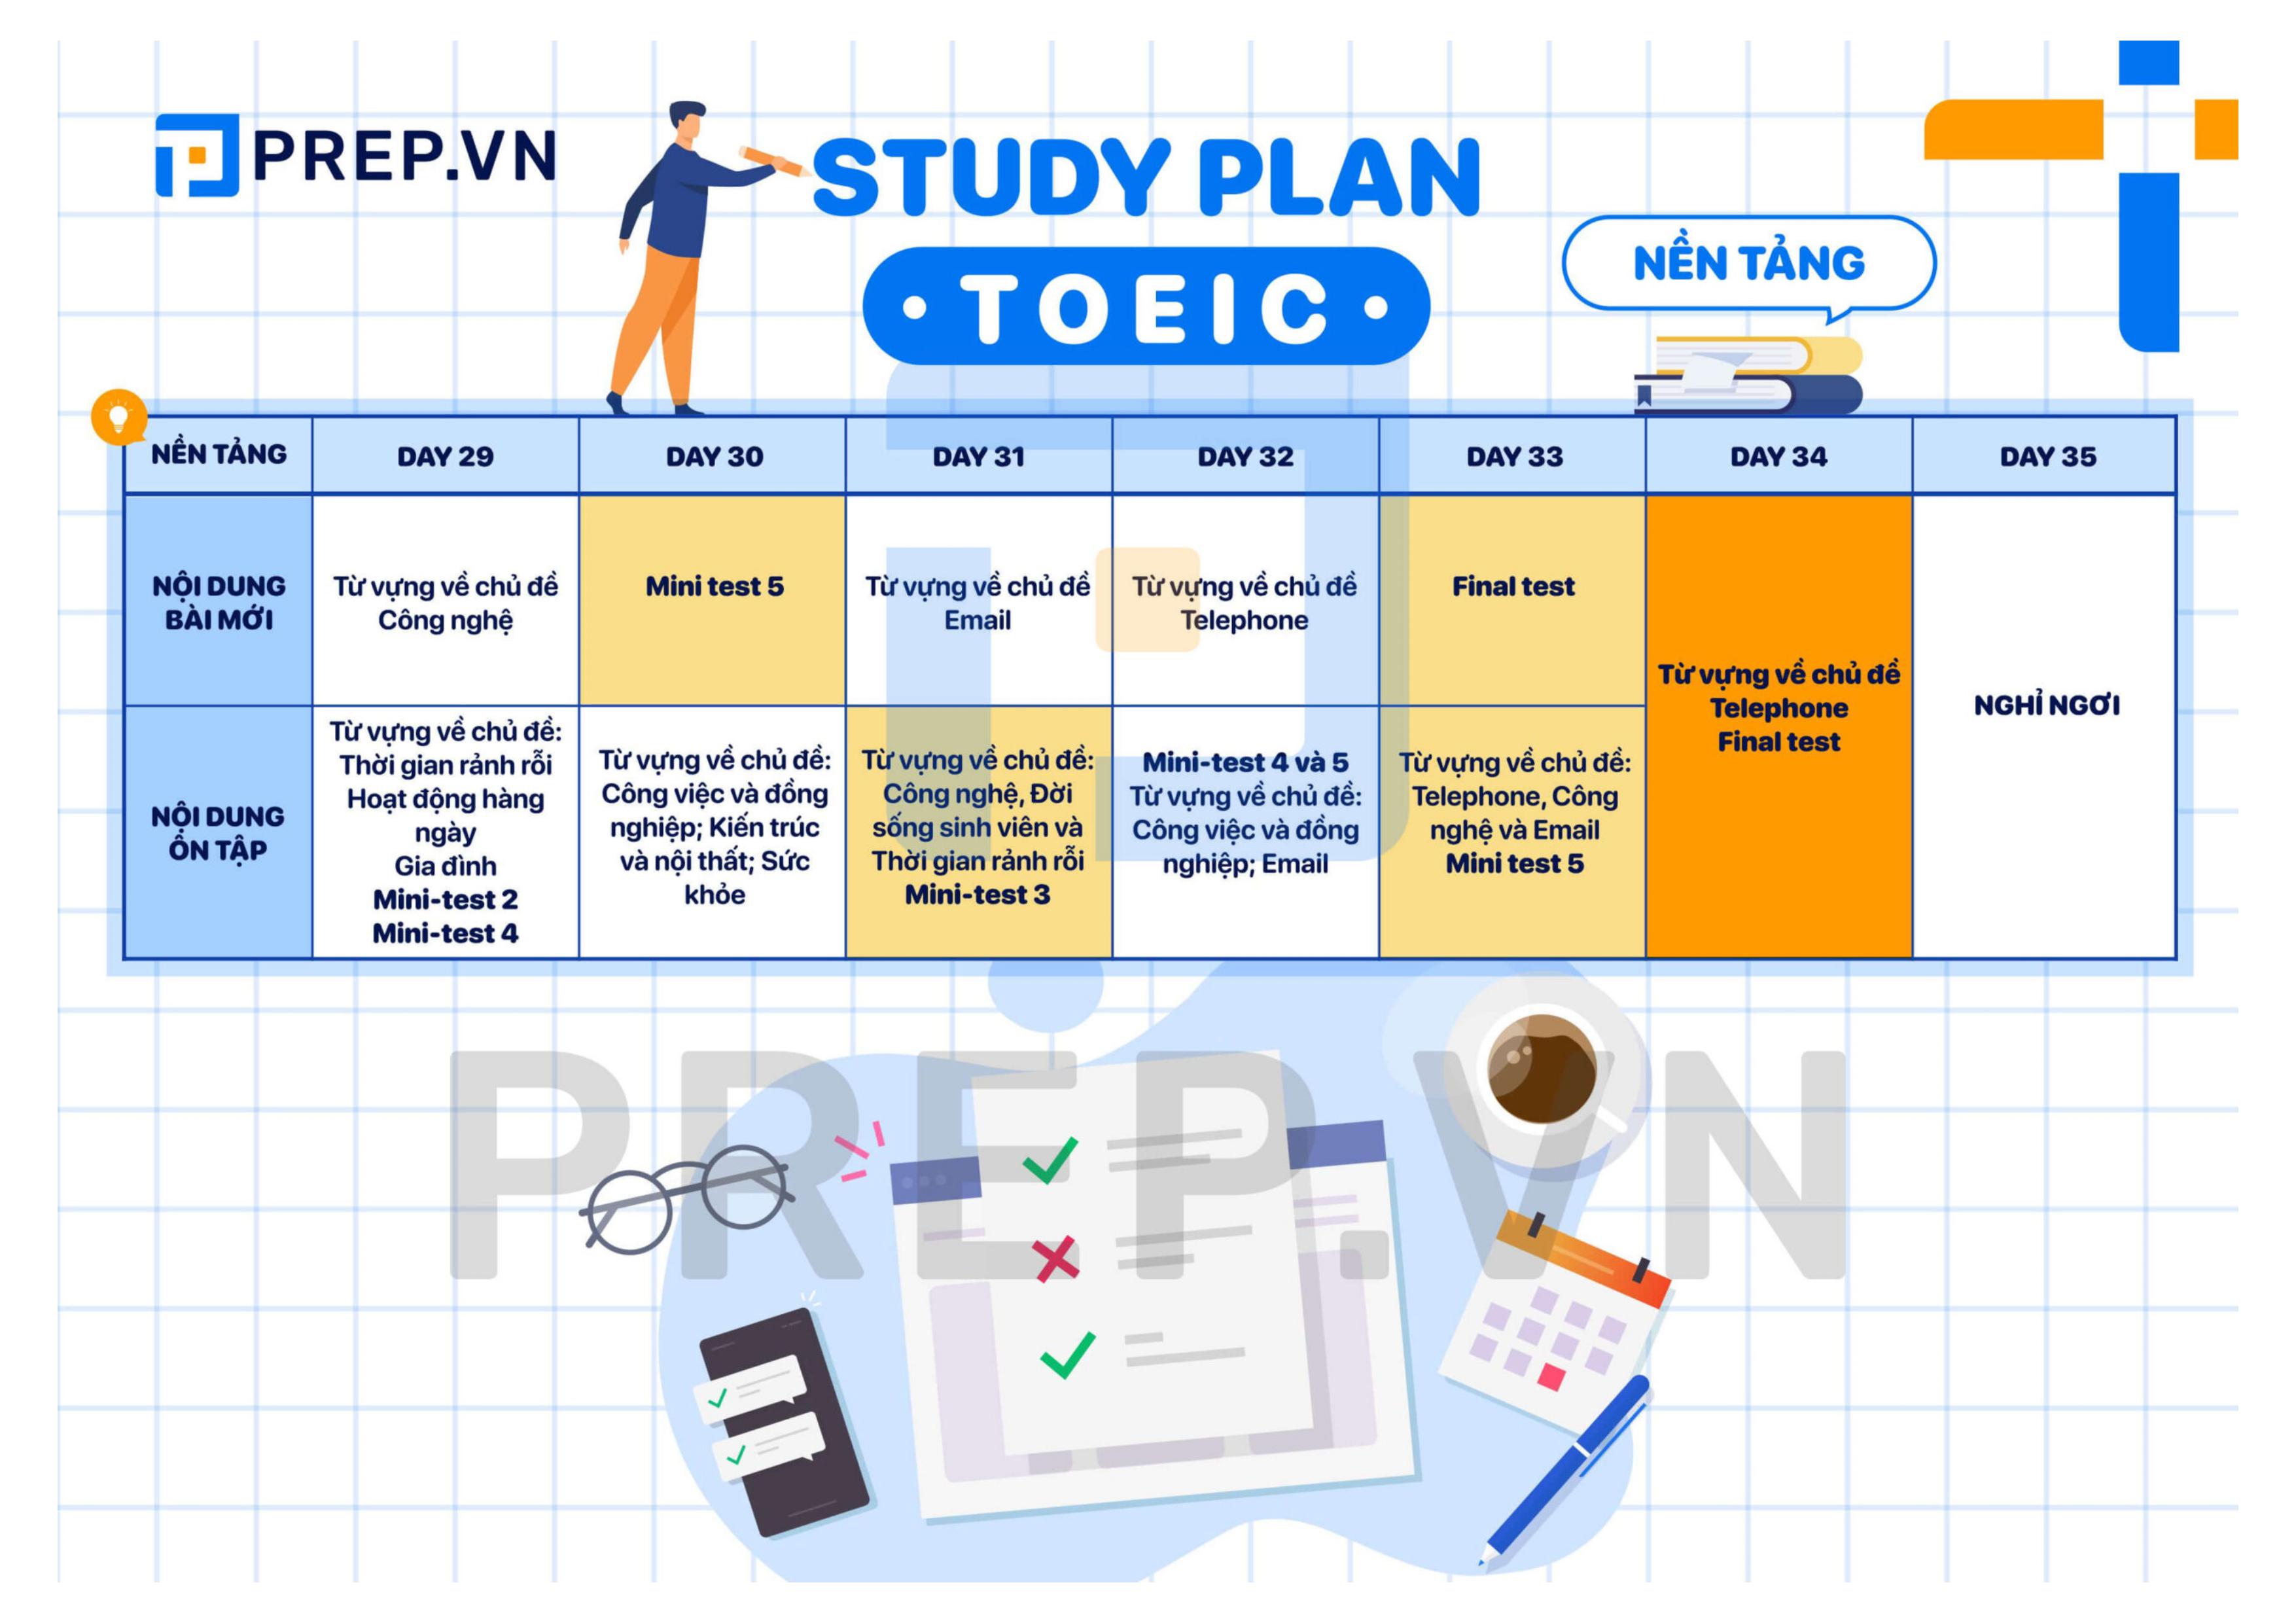 PREP.VN
STUDY PLAN
• TOEIC •
NỀN TẢNG
NỀN TẢNG
DAY 29
DAY 30
DAY 31
DAY 32
DAY 33
DAY 34
DAY 35
NỘI DUNG
BÀI MỚI
Từ vựng về chủ đề
Công nghệ
Mini test 5
Từ vựng về chủ đề
Email
Từ vựng về chủ đề
Telephone
Final test
Từ vựng về chủ đề
Telephone
Final test
NGHỈ NGƠI
NỘI DUNG
ÔN TẬP
Từ vựng về chủ đề:
Thời gian rảnh rỗi
Hoạt động hàng
ngày
Gia đình
Mini-test 2
Mini-test 4
Từ vựng về chủ đề:
Công việc và đồng
nghiệp; Kiến trúc
và nội thất; Sức
khỏe
Từ vựng về chủ đề:
Công nghệ, Đời
sống sinh viên và
Thời gian rảnh rỗi
Mini-test 3
Mini-test 4 và 5
Từ vựng về chủ đề:
Công việc và đồng
nghiệp; Email
Từ vựng về chủ đề:
Telephone, Công
nghệ và Email
Mini test 5
PREP.VN